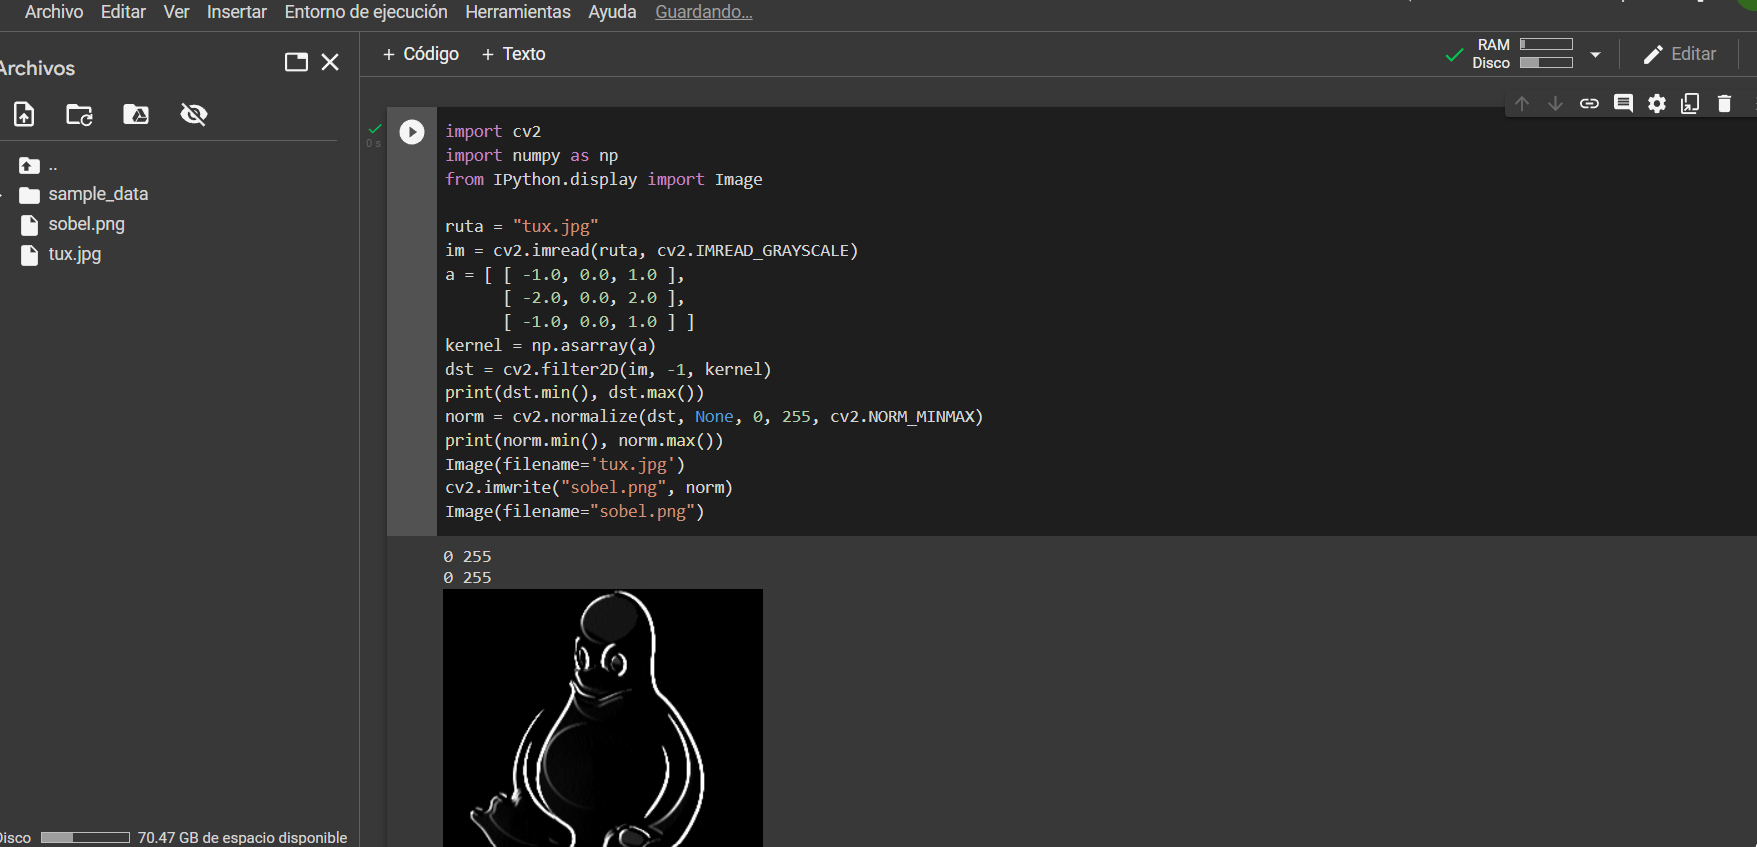 Archivo Editar Ver Insertar Entorno de ejecución Herramientas Ayuda Guardando...
Archivos
+ Código + Texto
RAM
Disco
Editar
..
sample_data
sobel.png
tux.jpg
0 s
import cv2
import numpy as np
from IPython.display import Image

ruta = "tux.jpg"
im = cv2.imread(ruta, cv2.IMREAD_GRAYSCALE)
a = [ [ -1.0, 0.0, 1.0 ],
      [ -2.0, 0.0, 2.0 ],
      [ -1.0, 0.0, 1.0 ] ]
kernel = np.asarray(a)
dst = cv2.filter2D(im, -1, kernel)
print(dst.min(), dst.max())
norm = cv2.normalize(dst, None, 0, 255, cv2.NORM_MINMAX)
print(norm.min(), norm.max())
Image(filename='tux.jpg')
cv2.imwrite("sobel.png", norm)
Image(filename="sobel.png")
0 255
0 255
Disco 70.47 GB de espacio disponible